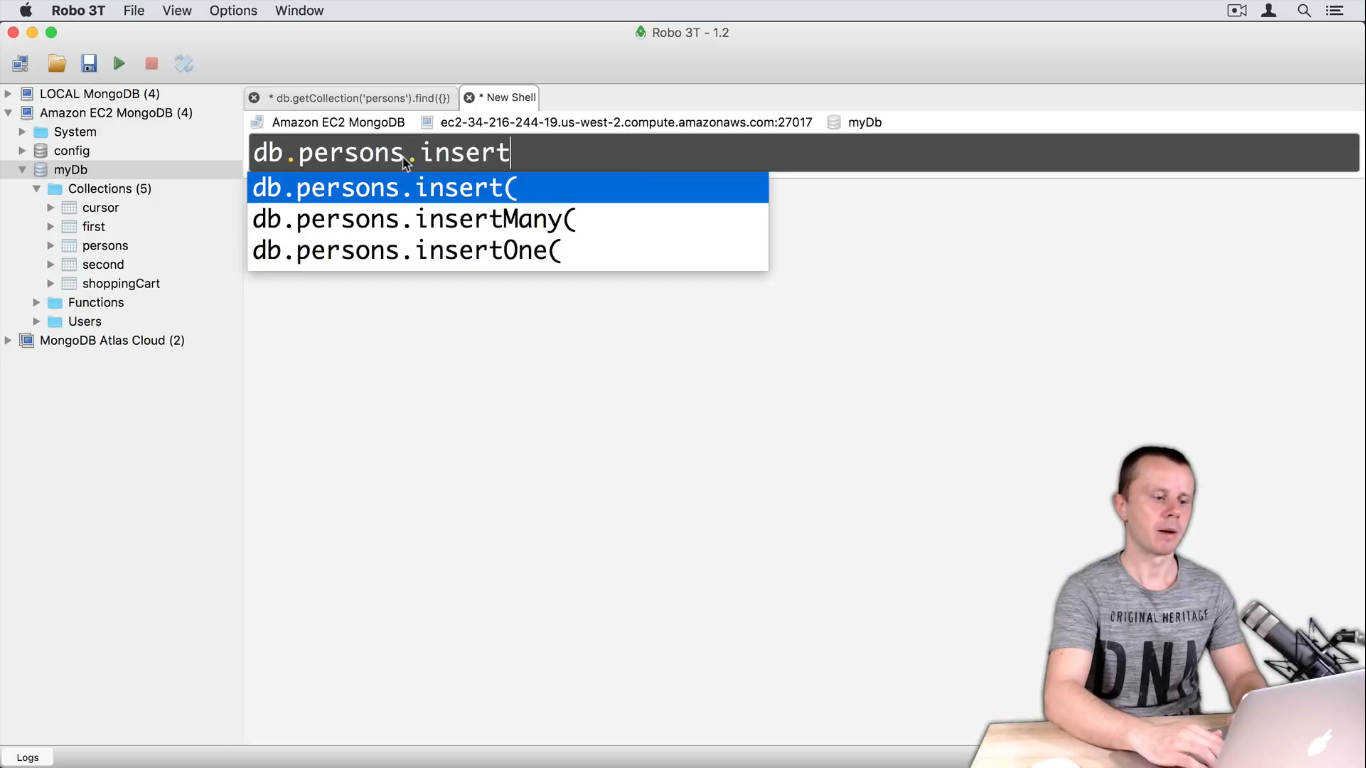 Robo 3T File View Options Window
Robo 3T - 1.2
LOCAL MongoDB (4)
Amazon EC2 MongoDB (4)
System
config
myDb
Collections (5)
cursor
first
persons
second
shoppingCart
Functions
Users
MongoDB Atlas Cloud (2)
* db.getCollection('persons').find({}) * New Shell
Amazon EC2 MongoDB ec2-34-216-244-19.us-west-2.compute.amazonaws.com:27017 myDb
db.persons.insert
db.persons.insert(
db.persons.insertMany(
db.persons.insertOne(
ORIGINAL HERITAGE
DNA
Logs